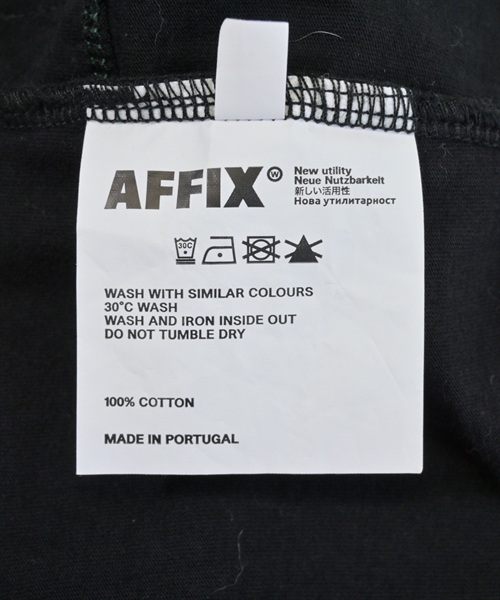 AFFIX W
New utility
Neue Nutzbarkeit
新しい活用性
Нова утилитарност
30C
WASH WITH SIMILAR COLOURS
30°C WASH
WASH AND IRON INSIDE OUT
DO NOT TUMBLE DRY
100% COTTON
MADE IN PORTUGAL